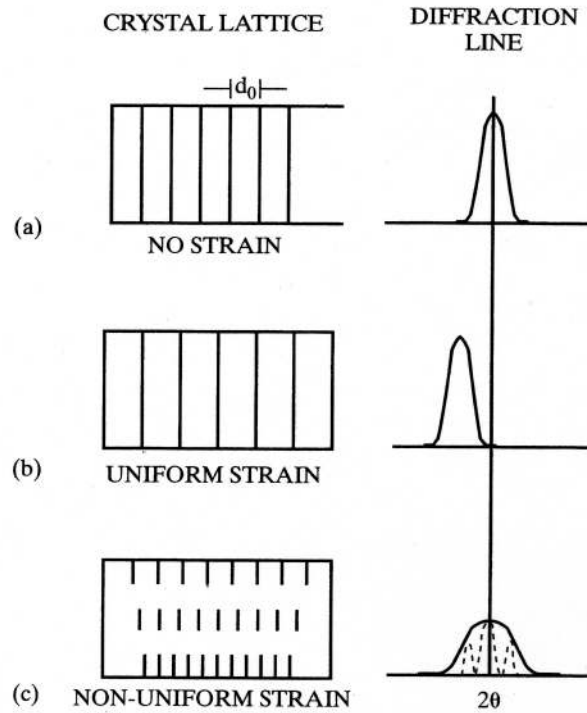 CRYSTAL LATTICE
DIFFRACTION
LINE
d₀
(a)
NO STRAIN
(b)
UNIFORM STRAIN
(c)
NON-UNIFORM STRAIN
2θ